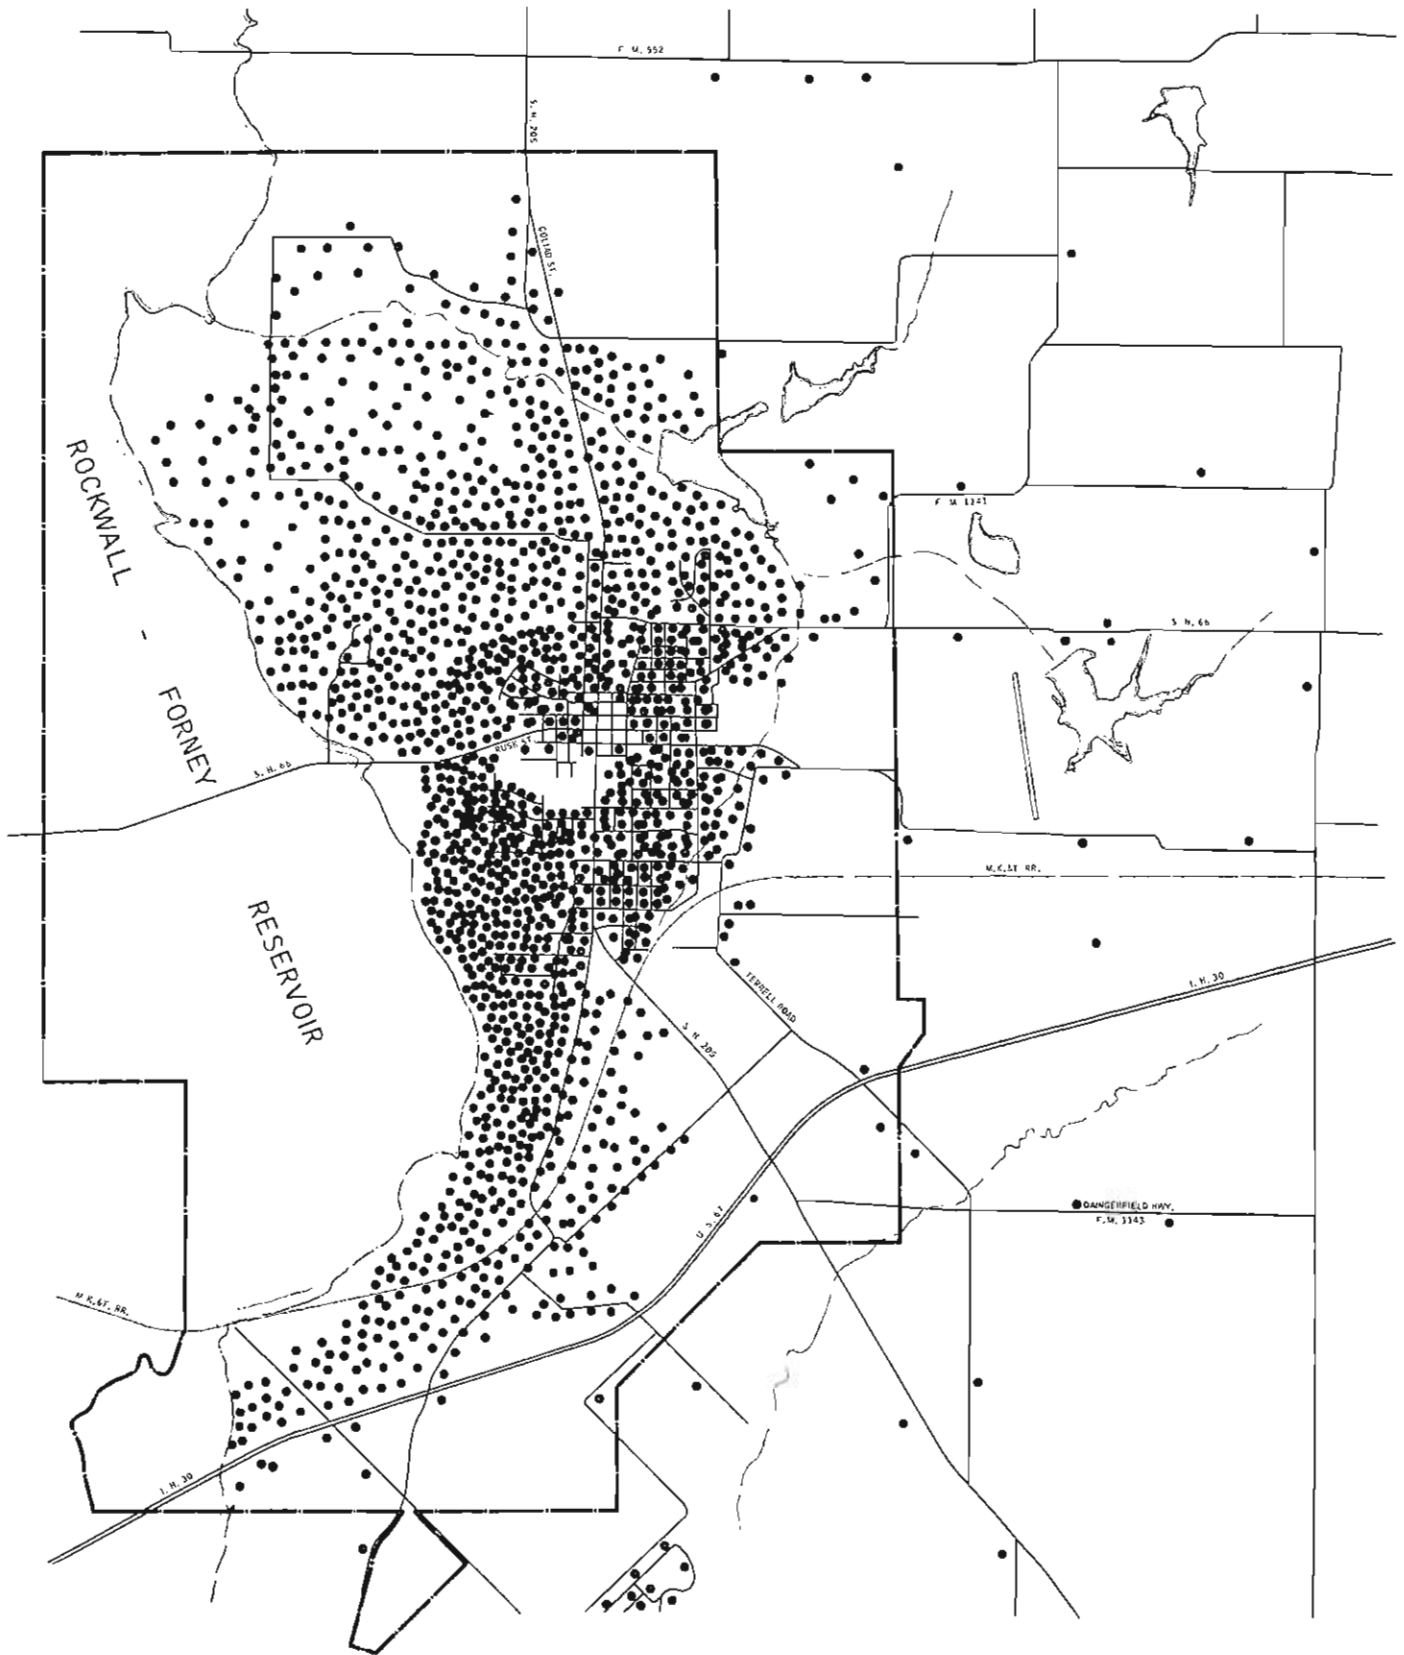 F. M. 552
S. H. 205
GOLIAD ST.
ROCKWALL
-
FORNEY
RESERVOIR
F. M. 1141
S. H. 66
RUSK ST.
S. H. 66
M.K.&T. RR.
I. H. 30
TERRELL ROAD
S. H. 205
U. S. 67
DAINGERFIELD HWY.
F. M. 1143
M.K.&T. RR.
I. H. 30